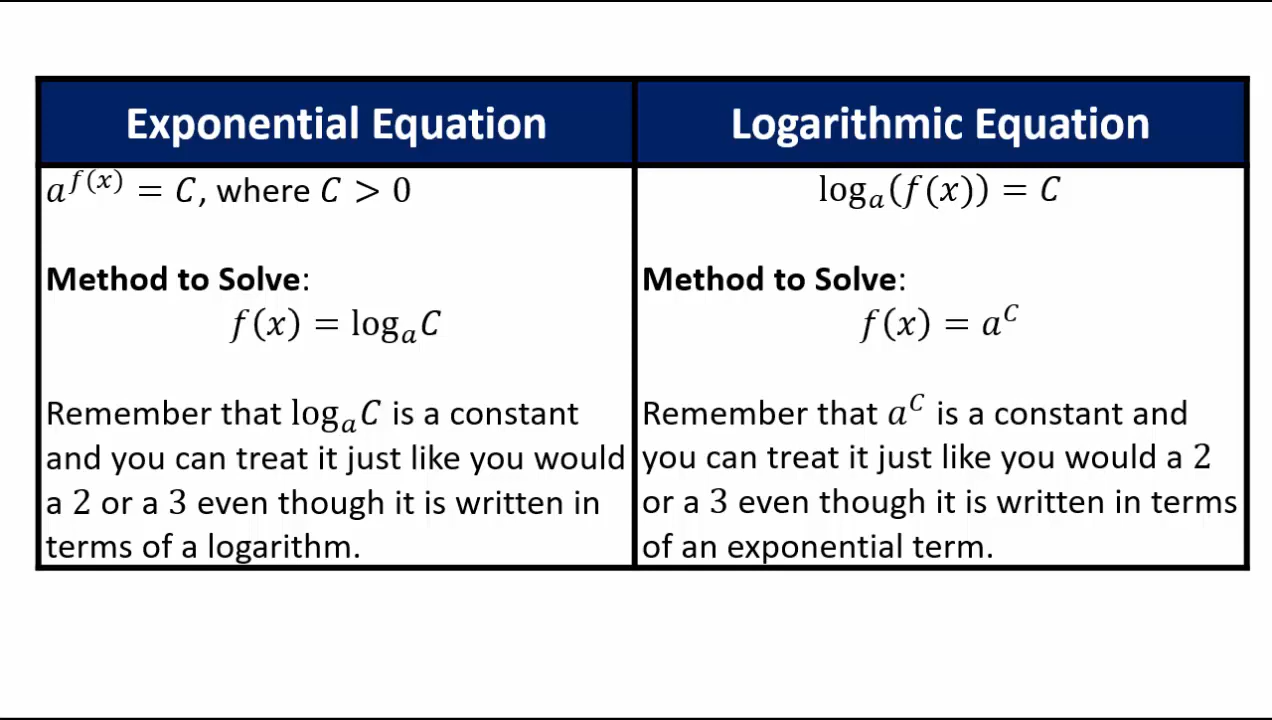 Exponential Equation
Logarithmic Equation
a^{f(x)} = C, where C > 0
Method to Solve:
f(x) = log_a C
Remember that log_a C is a constant
and you can treat it just like you would
a 2 or a 3 even though it is written in
terms of a logarithm.
log_a(f(x)) = C
Method to Solve:
f(x) = a^C
Remember that a^C is a constant and
you can treat it just like you would a 2
or a 3 even though it is written in terms
of an exponential term.